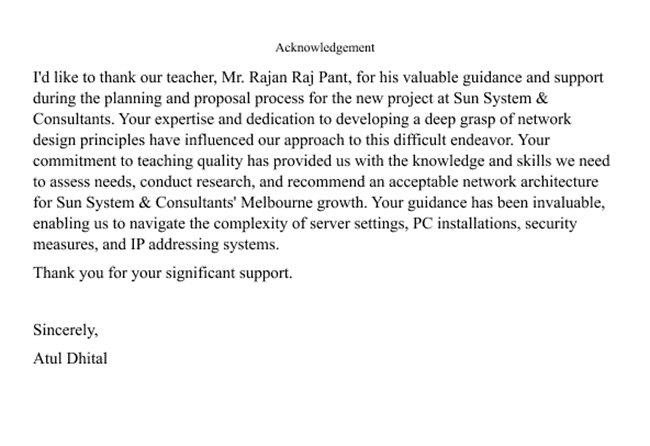 Acknowledgement
I'd like to thank our teacher, Mr. Rajan Raj Pant, for his valuable guidance and support
during the planning and proposal process for the new project at Sun System &
Consultants. Your expertise and dedication to developing a deep grasp of network
design principles have influenced our approach to this difficult endeavor. Your
commitment to teaching quality has provided us with the knowledge and skills we need
to assess needs, conduct research, and recommend an acceptable network architecture
for Sun System & Consultants' Melbourne growth. Your guidance has been invaluable,
enabling us to navigate the complexity of server settings, PC installations, security
measures, and IP addressing systems.
Thank you for your significant support.
Sincerely,
Atul Dhital